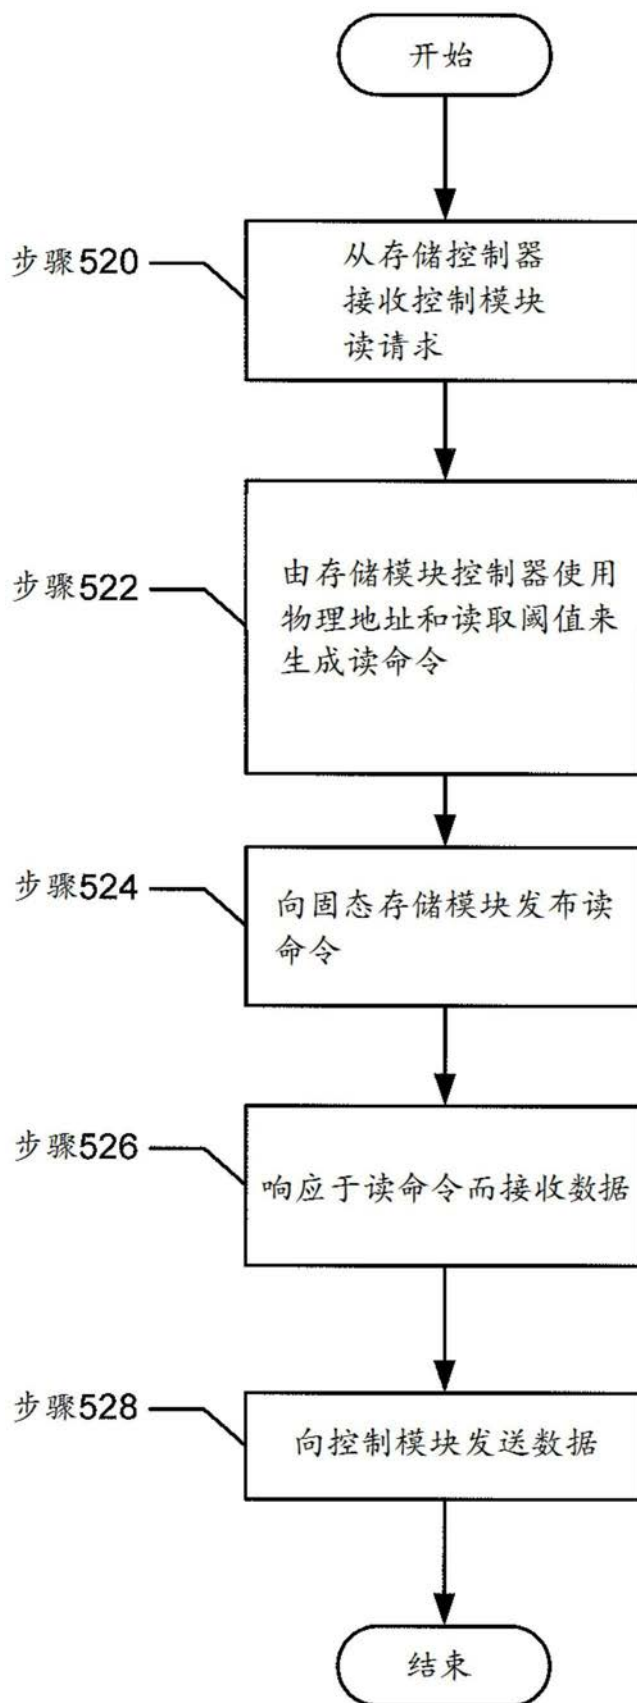 开始
步骤520
从存储控制器
接收控制模块
读请求
步骤522
由存储模块控制器使用
物理地址和读取阈值来
生成读命令
步骤524
向固态存储模块发布读
命令
步骤526
响应于读命令而接收数据
步骤528
向控制模块发送数据
结束